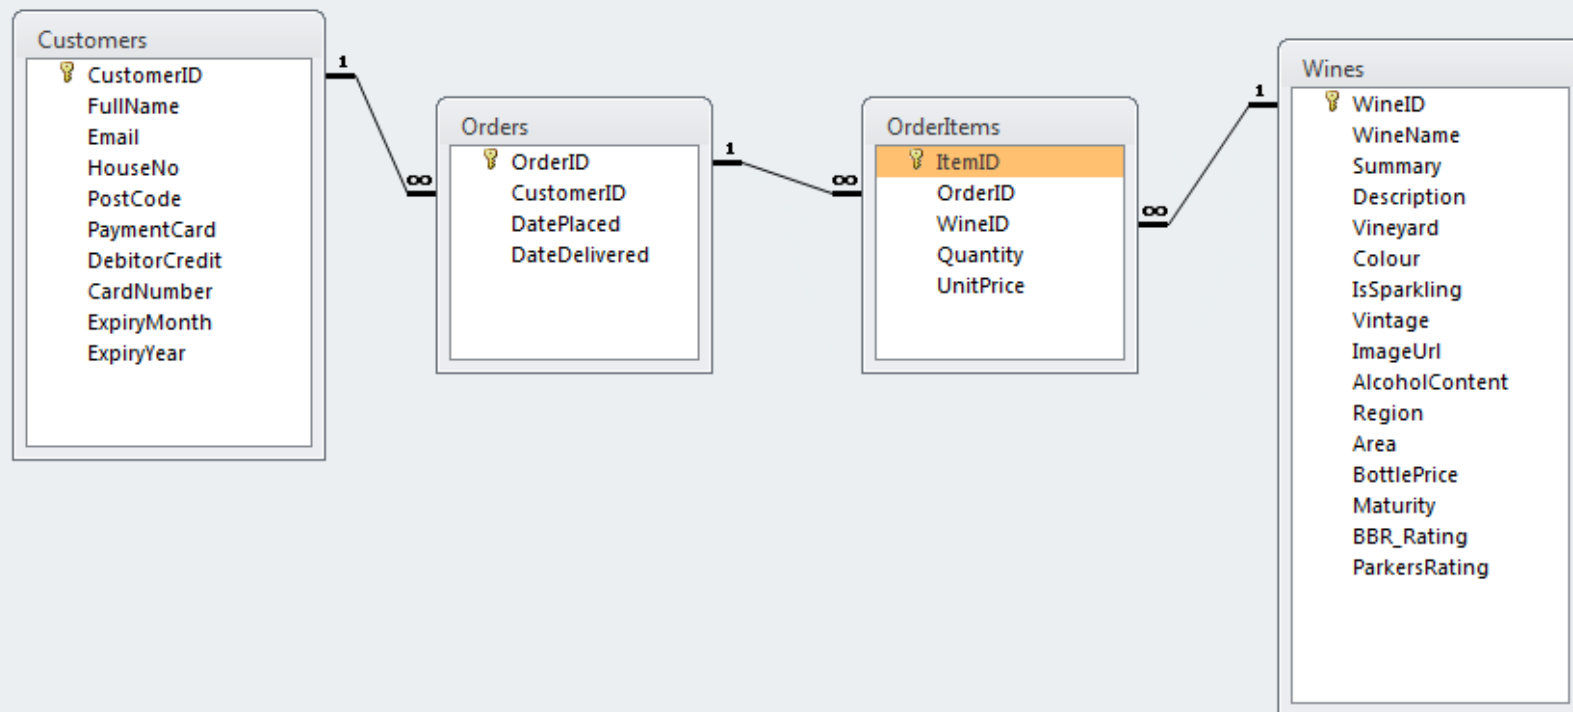 Customers
CustomerID
FullName
Email
HouseNo
PostCode
PaymentCard
DebitorCredit
CardNumber
ExpiryMonth
ExpiryYear
1
∞
Orders
OrderID
CustomerID
DatePlaced
DateDelivered
1
∞
OrderItems
ItemID
OrderID
WineID
Quantity
UnitPrice
∞
1
Wines
WineID
WineName
Summary
Description
Vineyard
Colour
IsSparkling
Vintage
ImageUrl
AlcoholContent
Region
Area
BottlePrice
Maturity
BBR_Rating
ParkersRating